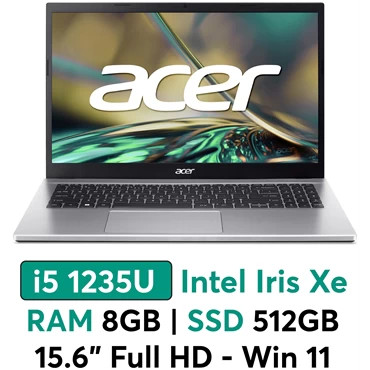 acer
acer
i5 1235U Intel Iris Xe
RAM 8GB | SSD 512GB
15.6” Full HD - Win 11